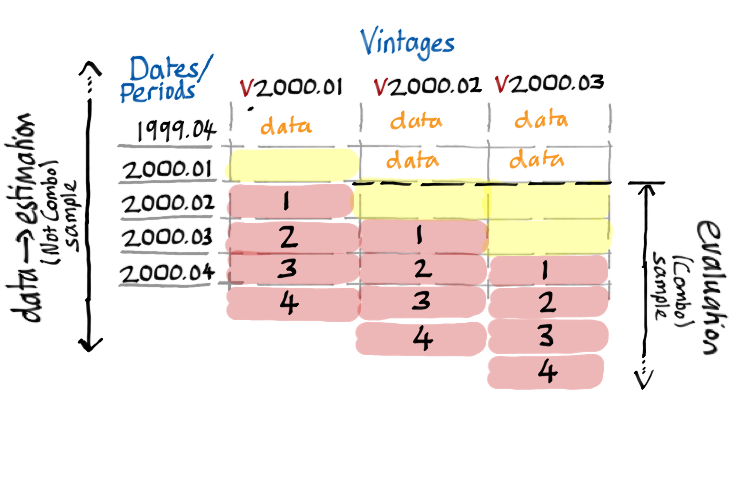 Vintages
Dates/
Periods
V2000.01 V2000.02 V2000.03
1999.04 data data data
2000.01 data data
2000.02 1
2000.03 2 1
2000.04 3 2 1
4 3 2
4 3
4
data→estimation
(Not Combo)
sample
evaluation
(Combo)
sample